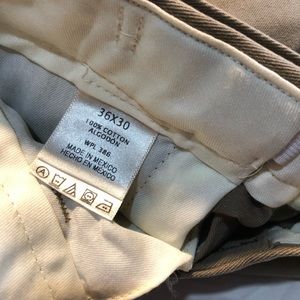 36X30
100% COTTON
ALGODON
WPL 386
MADE IN MEXICO
HECHO EN MEXICO